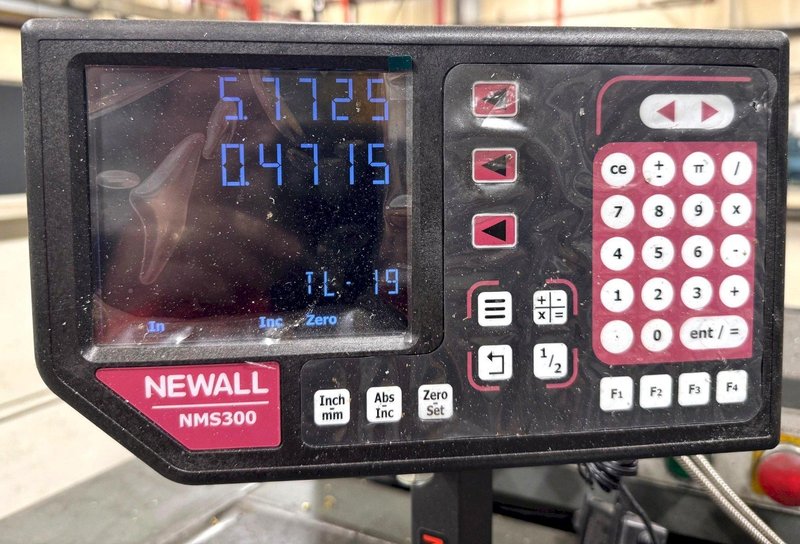 5.7725
0.4715
TL 19
In Inc Zero
NEWALL
NMS300
Inch
mm
Abs
Inc
Zero
Set
+ -
x =
1/2
ce + - π /
7 8 9 x
4 5 6 -
1 2 3 +
. 0 ent / =
F1 F2 F3 F4